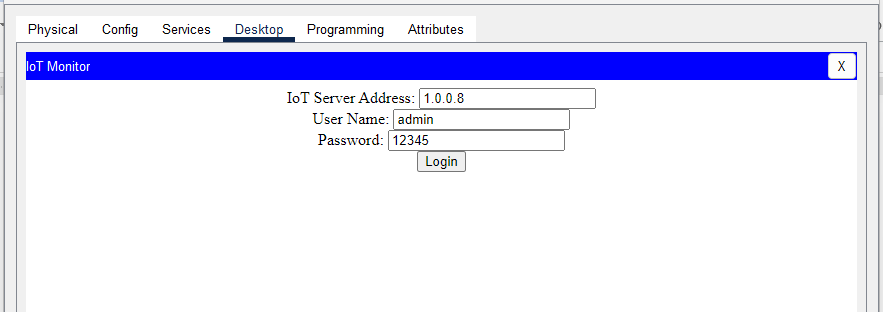 Physical Config Services Desktop Programming Attributes
IoT Monitor X
IoT Server Address: 1.0.0.8
User Name: admin
Password: 12345
Login